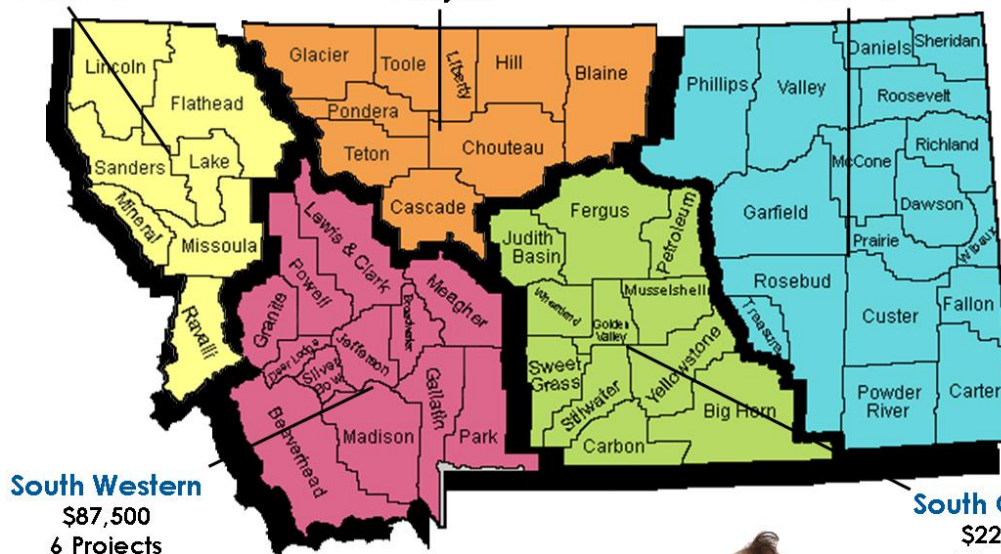 Lincoln
Flathead
Sanders
Lake
Mineral
Missoula
Ravalli
Glacier
Toole
Liberty
Hill
Blaine
Pondera
Teton
Chouteau
Cascade
Lewis & Clark
Powell
Granite
Meagher
Broadwater
Jefferson
Deer Lodge
Silver
Bow
Beaverhead
Madison
Gallatin
Park
Fergus
Petroleum
Judith
Basin
Wheatland
Golden
Valley
Musselshell
Sweet
Grass
Stillwater
Yellowstone
Carbon
Big Horn
Phillips
Valley
Daniels
Sheridan
Roosevelt
Richland
McCone
Garfield
Dawson
Prairie
Wibaux
Rosebud
Treasure
Custer
Fallon
Powder
River
Carter
South Western
$87,500
6 Projects
South
$22